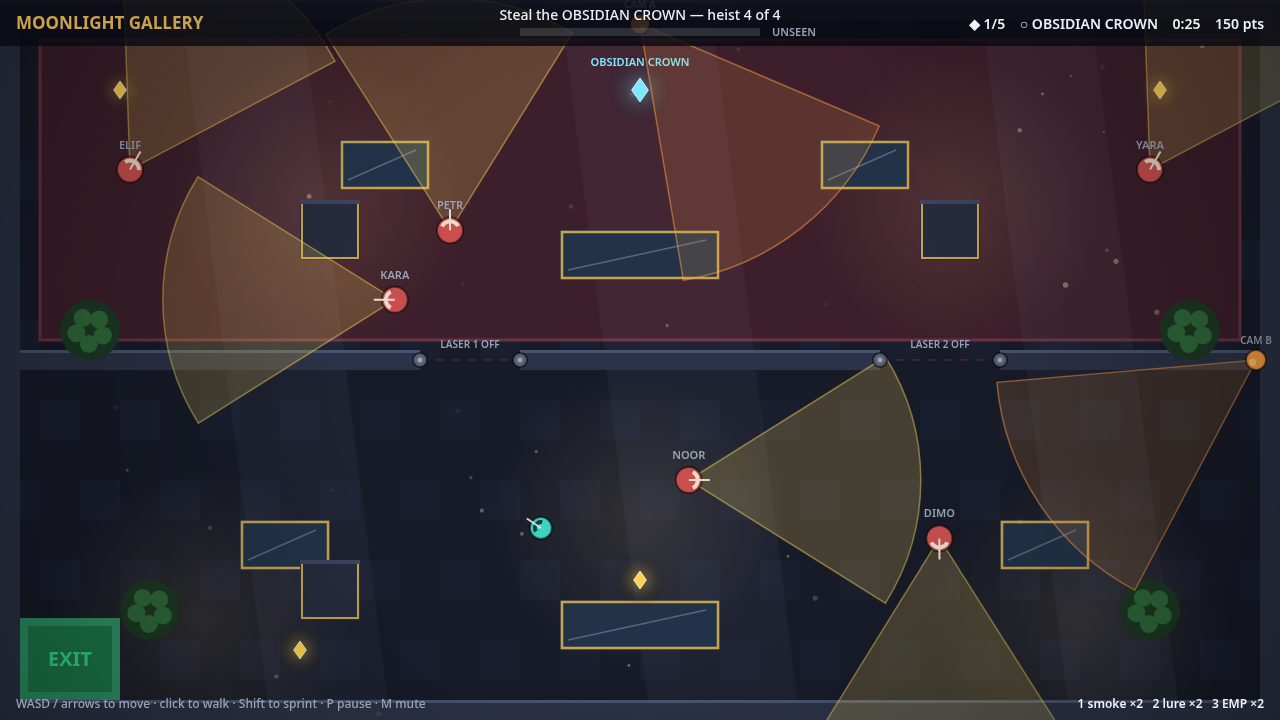 MOONLIGHT GALLERY
Steal the OBSIDIAN CROWN — heist 4 of 4
UNSEEN
◆ 1/5 ○ OBSIDIAN CROWN 0:25 150 pts
CAM A
OBSIDIAN CROWN
ELIF
YARA
PETR
KARA
LASER 1 OFF
LASER 2 OFF
CAM B
NOOR
DIMO
EXIT
WASD / arrows to move · click to walk · Shift to sprint · P pause · M mute
1 smoke ×2 2 lure ×2 3 EMP ×2